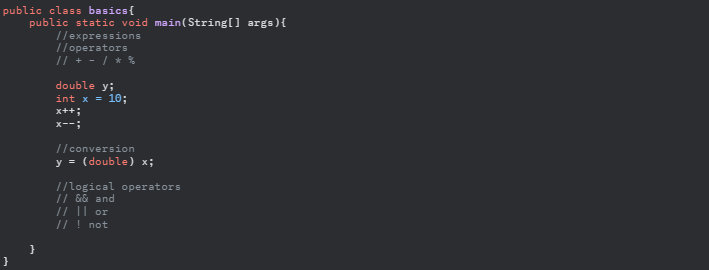 public class basics{
    public static void main(String[] args){
        //expressions
        //operators
        // + - / * %

        double y;
        int x = 10;
        x++;
        x--;

        //conversion
        y = (double) x;

        //logical operators
        // && and
        // || or
        // ! not

    }
}